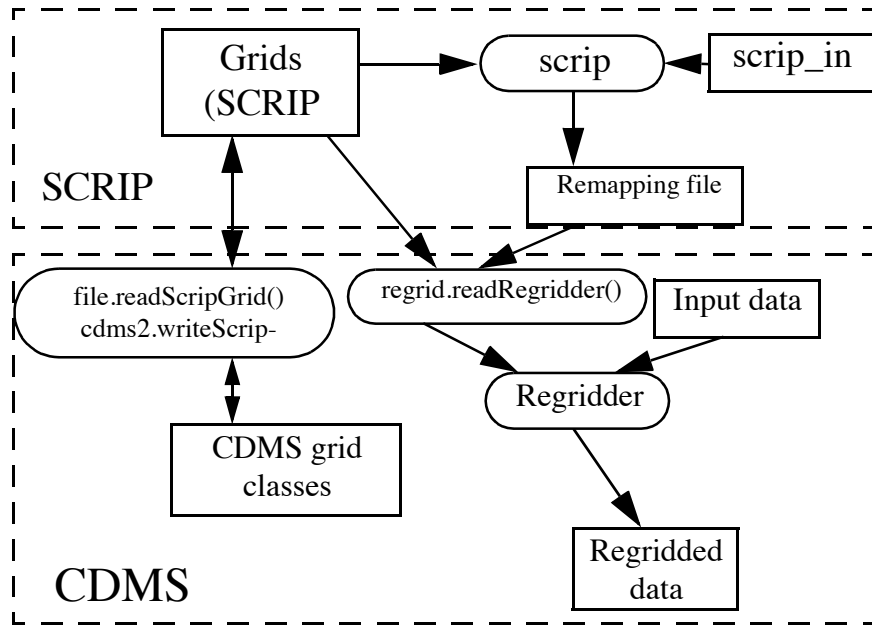 Grids
(SCRIP
scrip
scrip_in
SCRIP
Remapping file
file.readScripGrid()
cdms2.writeScrip-
regrid.readRegridder()
Input data
Regridder
CDMS grid
classes
Regridded
data
CDMS